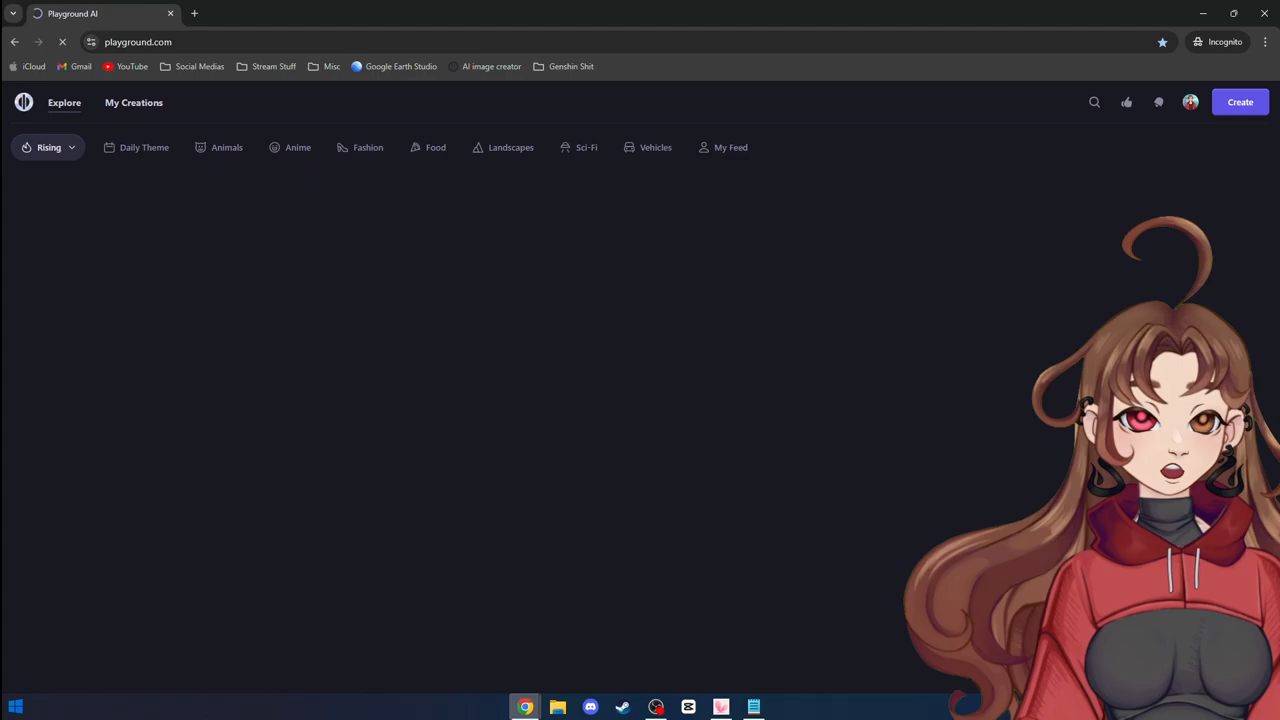 Playground AI
playground.com
Incognito
iCloud Gmail YouTube Social Medias Stream Stuff Misc Google Earth Studio AI image creator Genshin Shit
Explore My Creations Create
Rising Daily Theme Animals Anime Fashion Food Landscapes Sci-Fi Vehicles My Feed